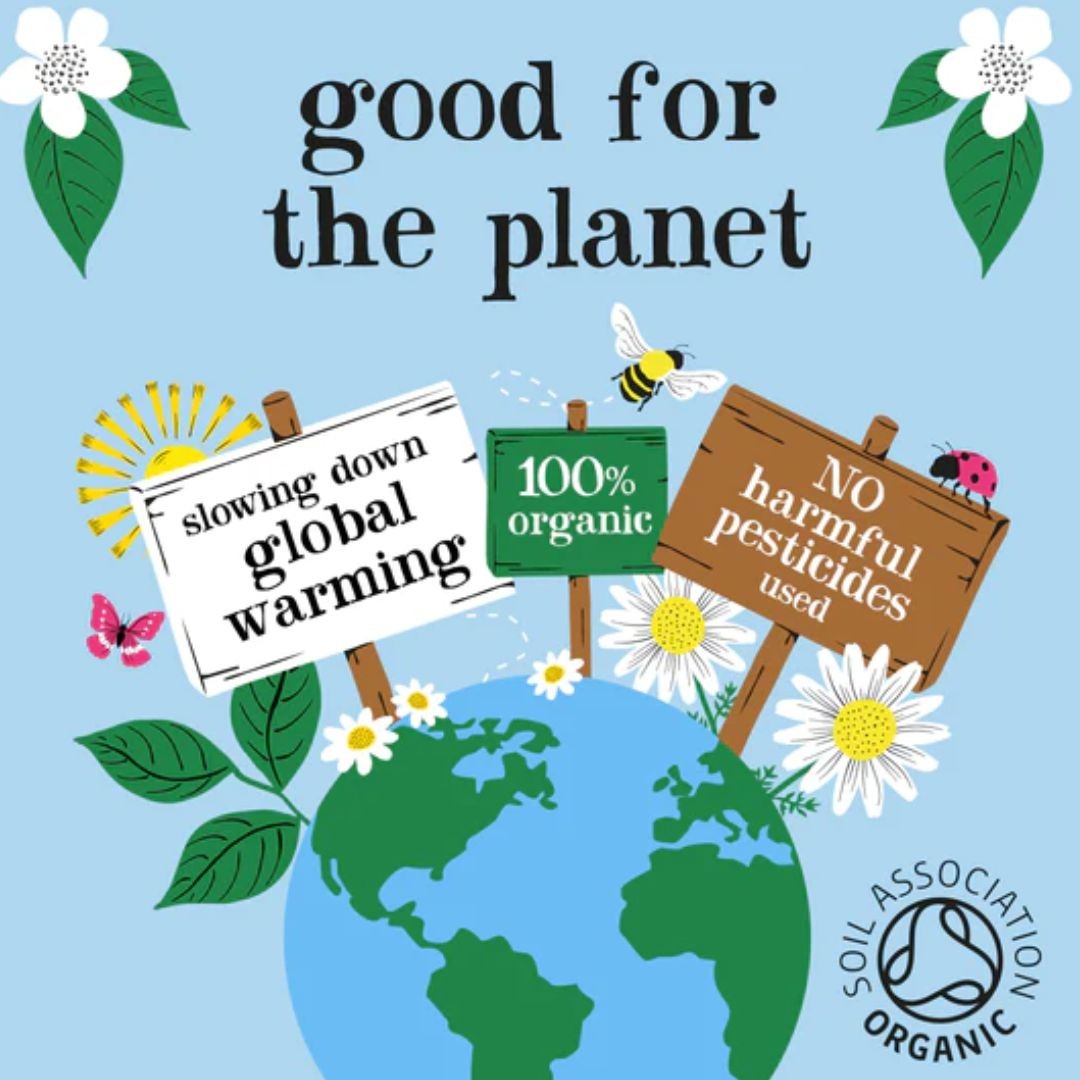 good for
the planet
slowing down
global
warming
100%
organic
NO
harmful
pesticides
used
SOIL ASSOCIATION
ORGANIC